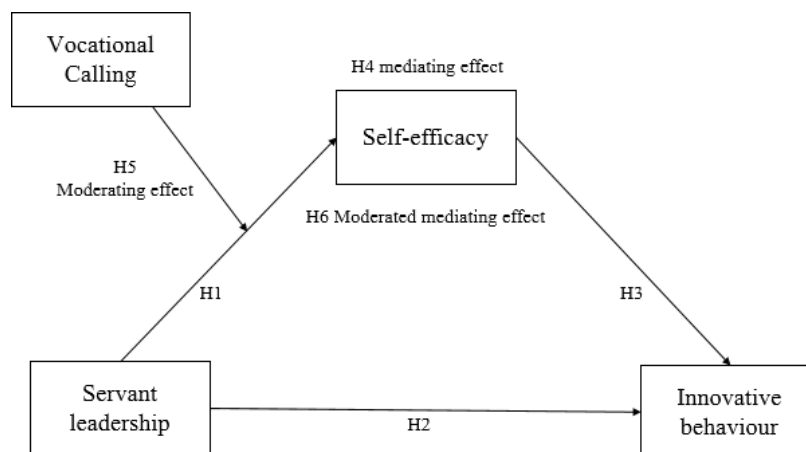 Vocational
Calling
H4 mediating effect
Self-efficacy
H5
Moderating effect
H6 Moderated mediating effect
H1
H3
Servant
leadership
H2
Innovative
behaviour